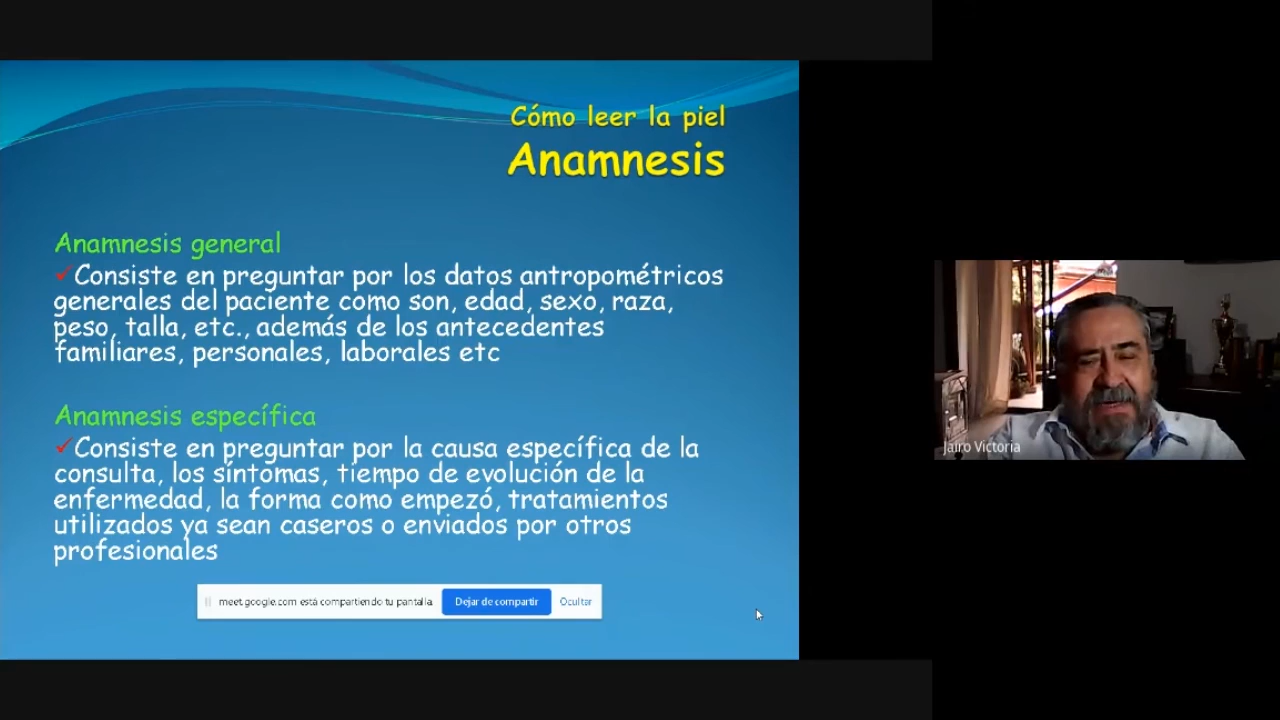 Cómo leer la piel
Anamnesis
Anamnesis general
✓Consiste en preguntar por los datos antropométricos
generales del paciente como son, edad, sexo, raza,
peso, talla, etc., además de los antecedentes
familiares, personales, laborales etc
Anamnesis específica
✓Consiste en preguntar por la causa específica de la
consulta, los síntomas, tiempo de evolución de la
enfermedad, la forma como empezó, tratamientos
utilizados ya sean caseros o enviados por otros
profesionales
meet.google.com está compartiendo tu pantalla. Dejar de compartir Ocultar
Jairo Victoria